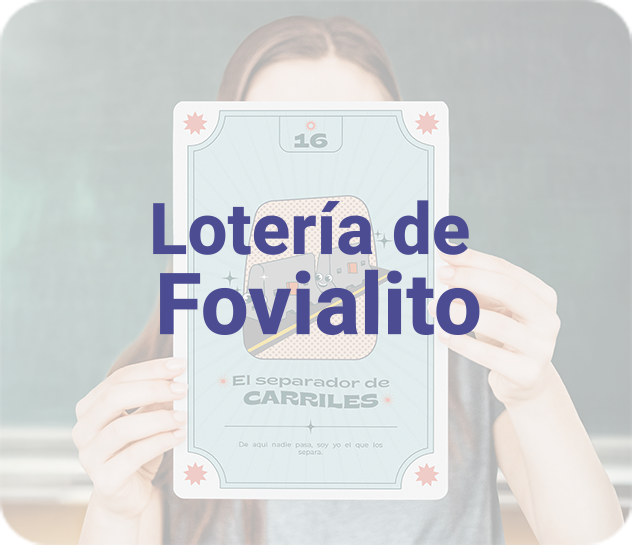 16
Lotería de
Fovialito
El separador de
CARRILES
De aquí nadie pasa, soy yo el que los
separa.